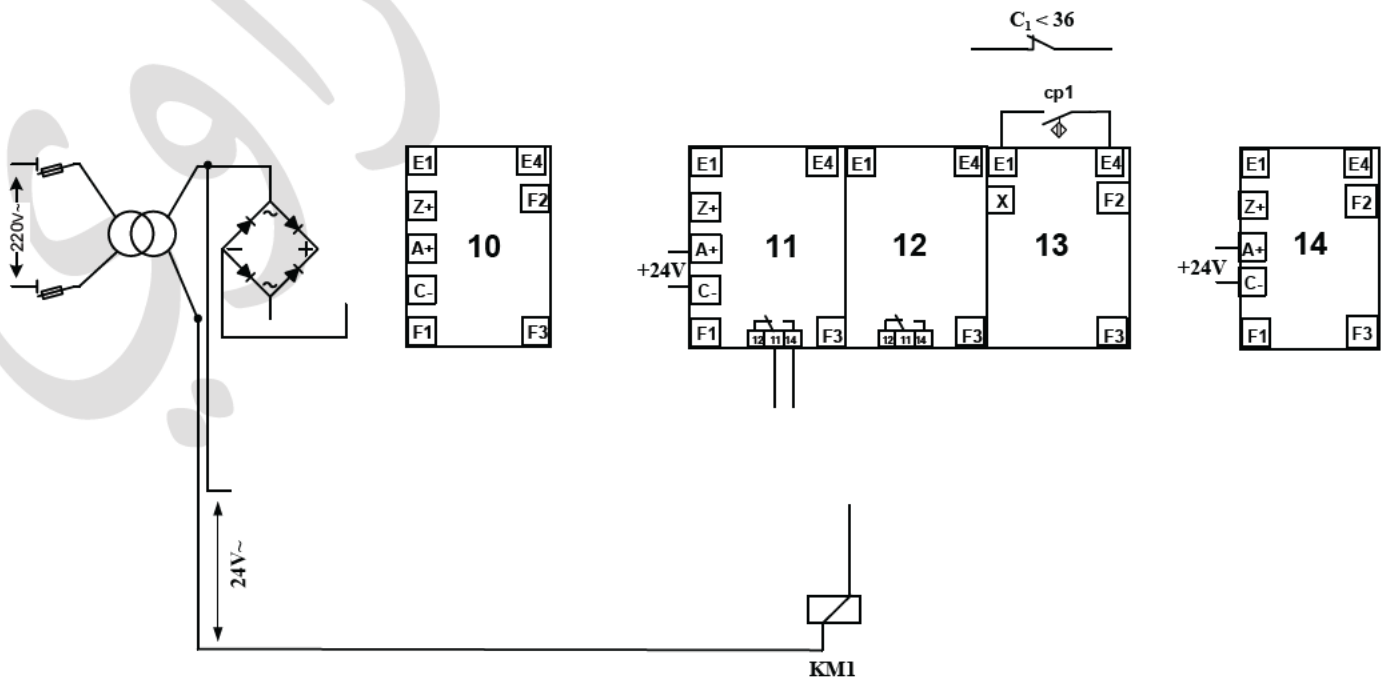 C₁ < 36
cp1
220V~
E1 E4
Z+ F2
A+ 10
C-
F1 F3
E1 E4 E1 E4 E1 E4
Z+ X F2
A+ 11 12 13
+24V
C-
F1 12 11 14 F3 12 11 14 F3 F3
E1 E4
Z+ F2
A+ 14
+24V
C-
F1 F3
24V~
KM1